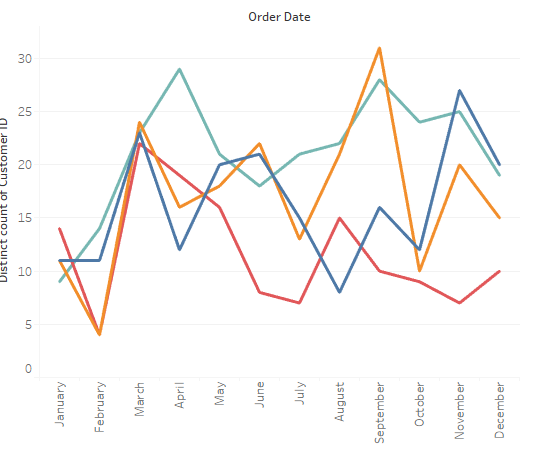 Order Date
Distinct count of Customer ID
30
25
20
15
10
5
0
January
February
March
April
May
June
July
August
September
October
November
December